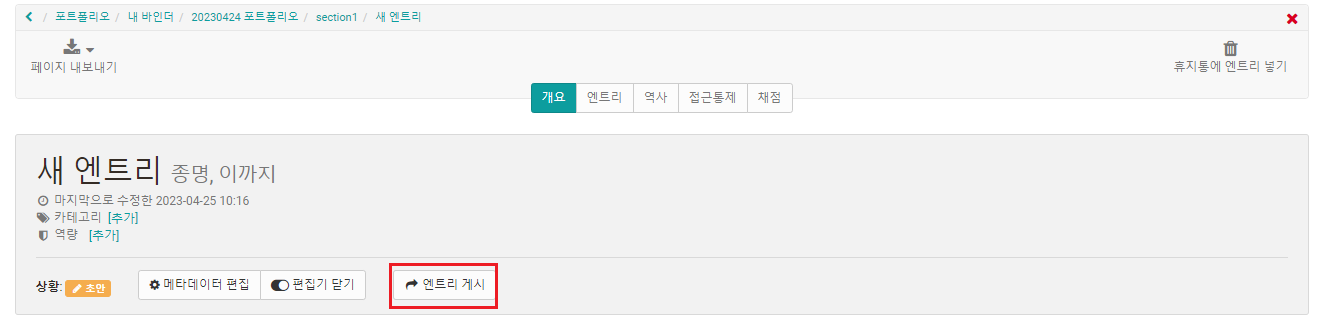 / 포트폴리오 / 내 바인더 / 20230424 포트폴리오 / section1 / 새 엔트리
페이지 내보내기
휴지통에 엔트리 넣기
개요 엔트리 역사 접근통제 채점
새 엔트리 종명, 이까지
마지막으로 수정한 2023-04-25 10:16
카테고리 [추가]
역량 [추가]
상황: 초안 메타데이터 편집 편집기 닫기 엔트리 게시